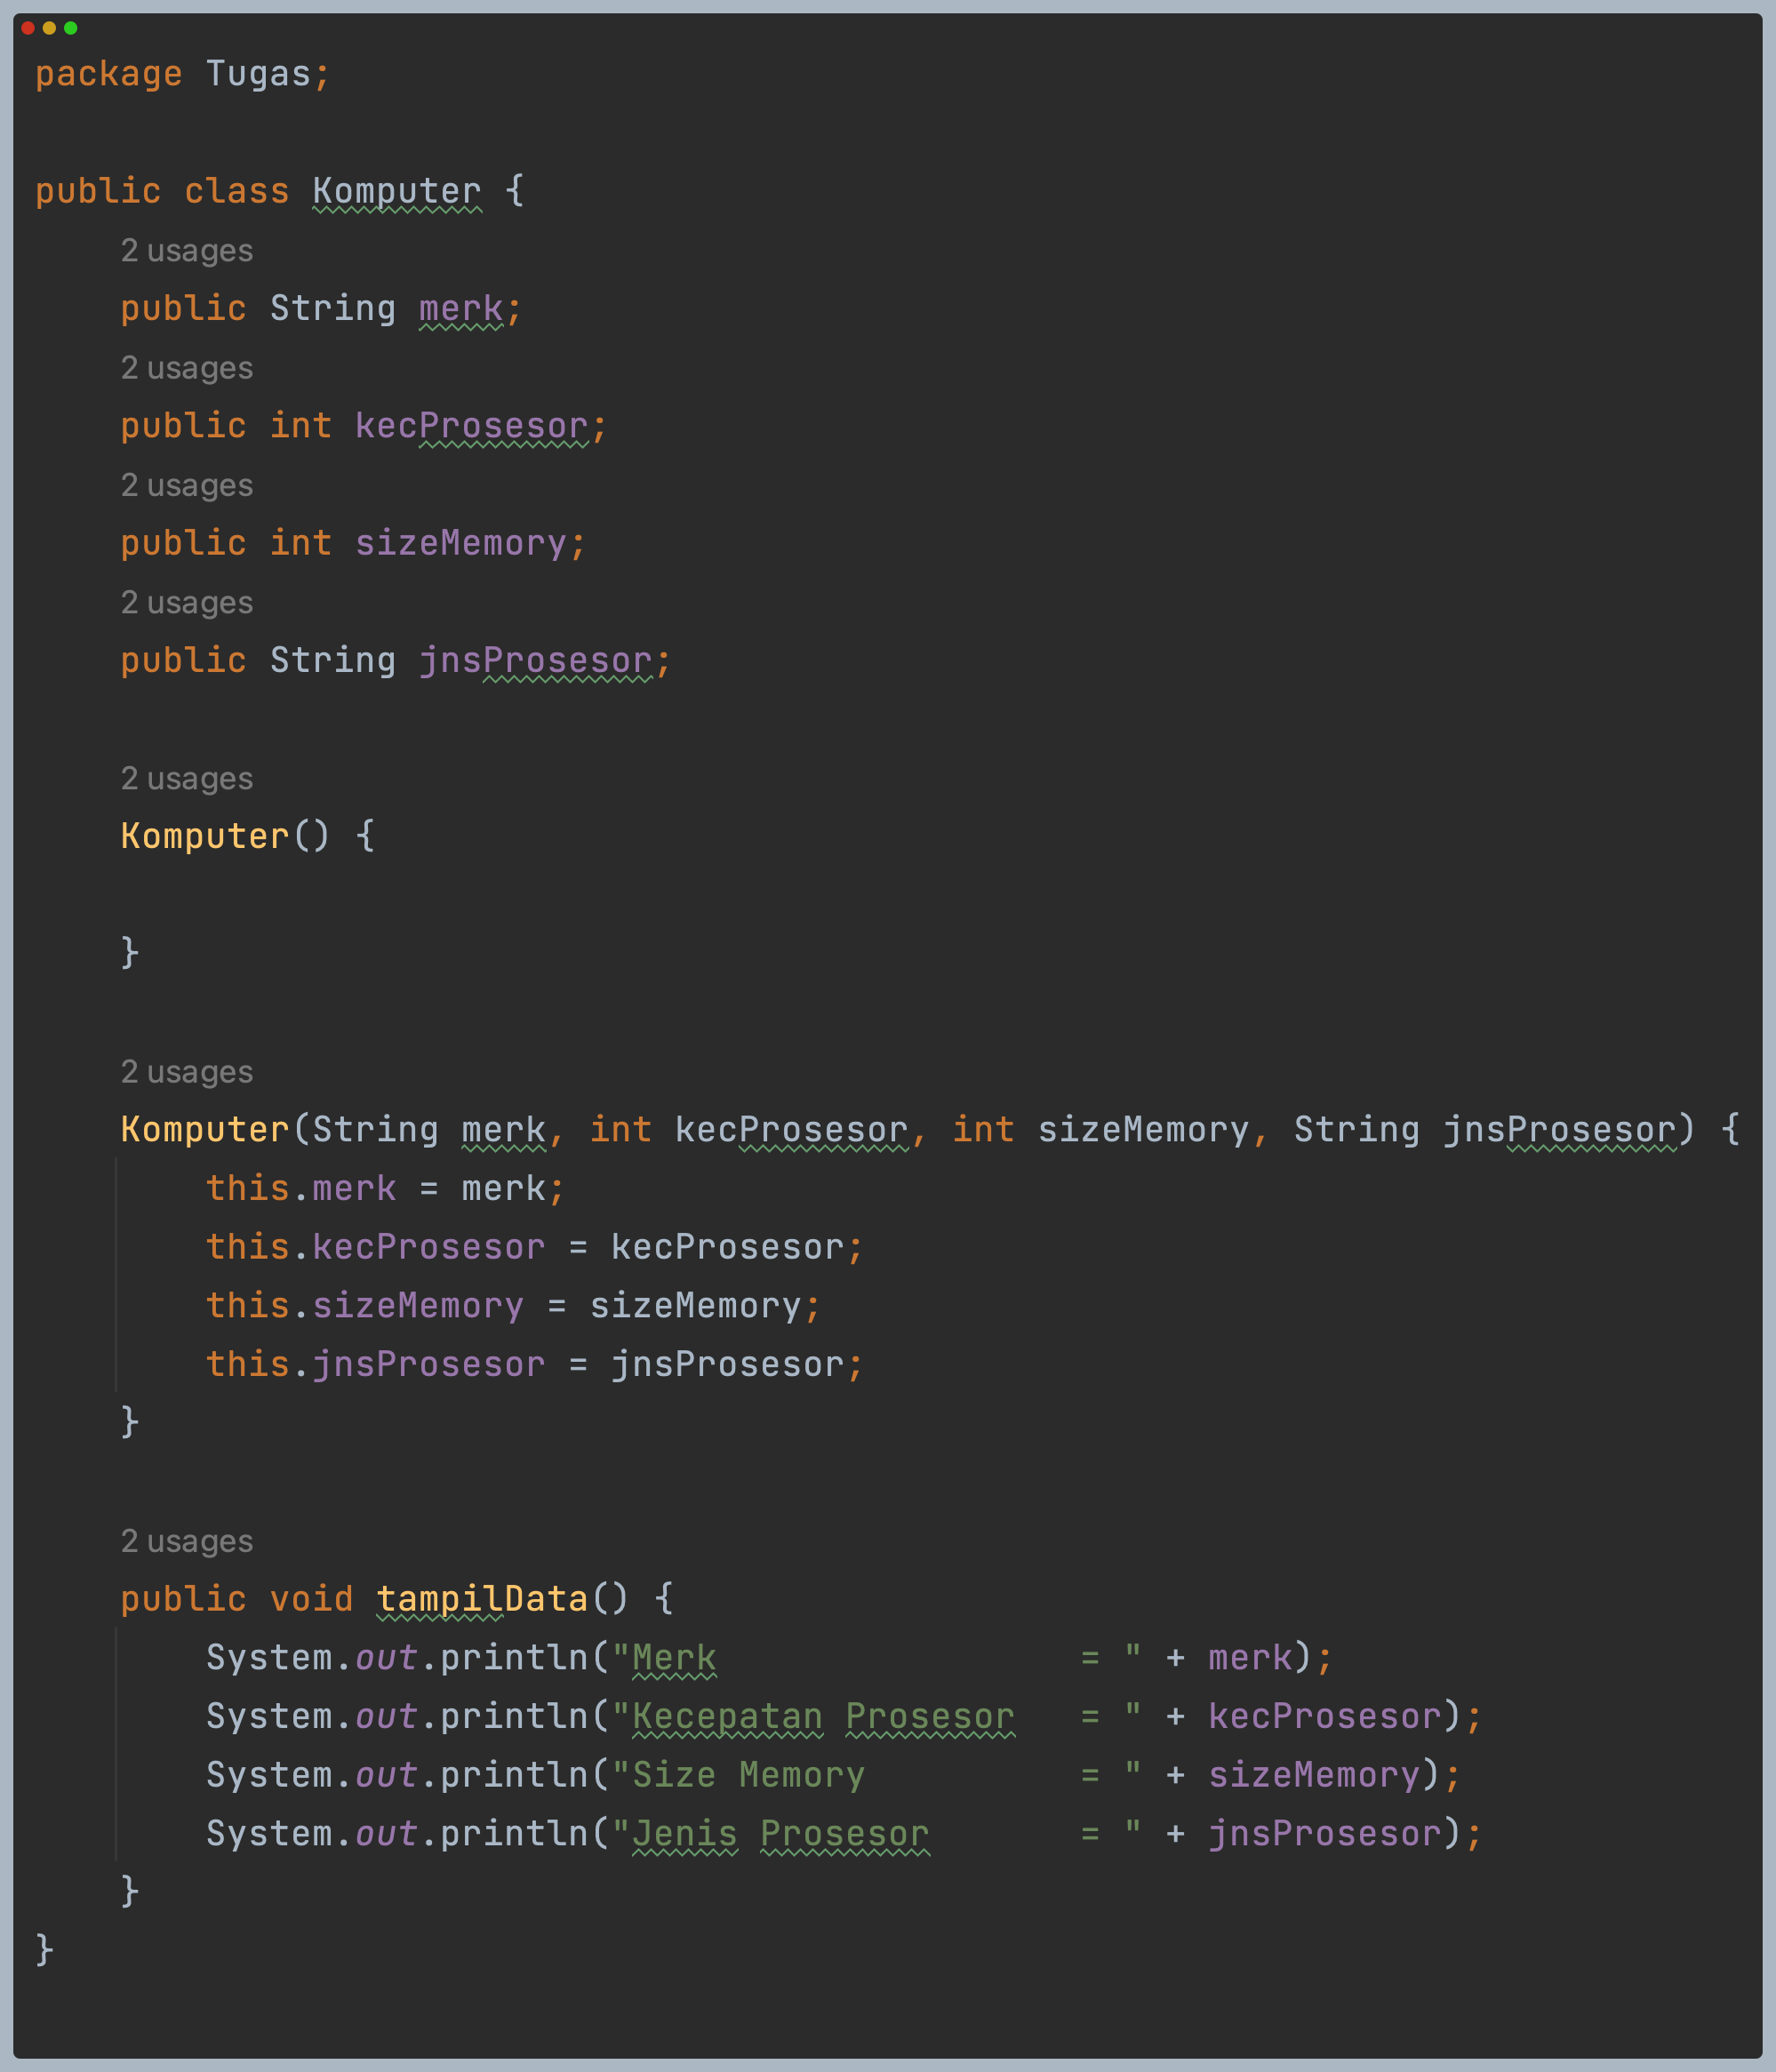 package Tugas;
public class Komputer {
2 usages
public String merk;
2 usages
public int kecProsesor;
2 usages
public int sizeMemory;
2 usages
public String jnsProsesor;
2 usages
Komputer() {
}
2 usages
Komputer(String merk, int kecProsesor, int sizeMemory, String jnsProsesor) {
this.merk = merk;
this.kecProsesor = kecProsesor;
this.sizeMemory = sizeMemory;
this.jnsProsesor = jnsProsesor;
}
2 usages
public void tampilData() {
System.out.println("Merk                 = " + merk);
System.out.println("Kecepatan Prosesor   = " + kecProsesor);
System.out.println("Size Memory          = " + sizeMemory);
System.out.println("Jenis Prosesor       = " + jnsProsesor);
}
}